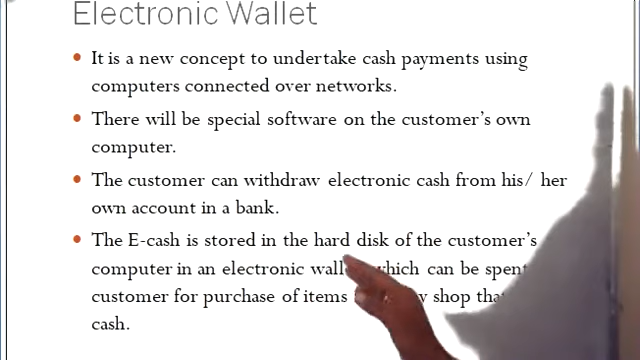 Electronic Wallet
It is a new concept to undertake cash payments using
computers connected over networks.
There will be special software on the customer's own
computer.
The customer can withdraw electronic cash from his/ her
own account in a bank.
The E-cash is stored in the hard disk of the customer's
computer in an electronic which can be spent
customer for purchase of items shop
cash.